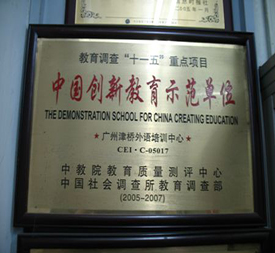 教育调查“十一五”重点项目
中国创新教育示范单位
THE DEMONSTRATION SCHOOL FOR CHINA CREATING EDUCATION
★广州津桥外语培训中心★
CEI·C-05017
中教院教育质量测评中心
中国社会调查所教育调查部
(2005-2007)